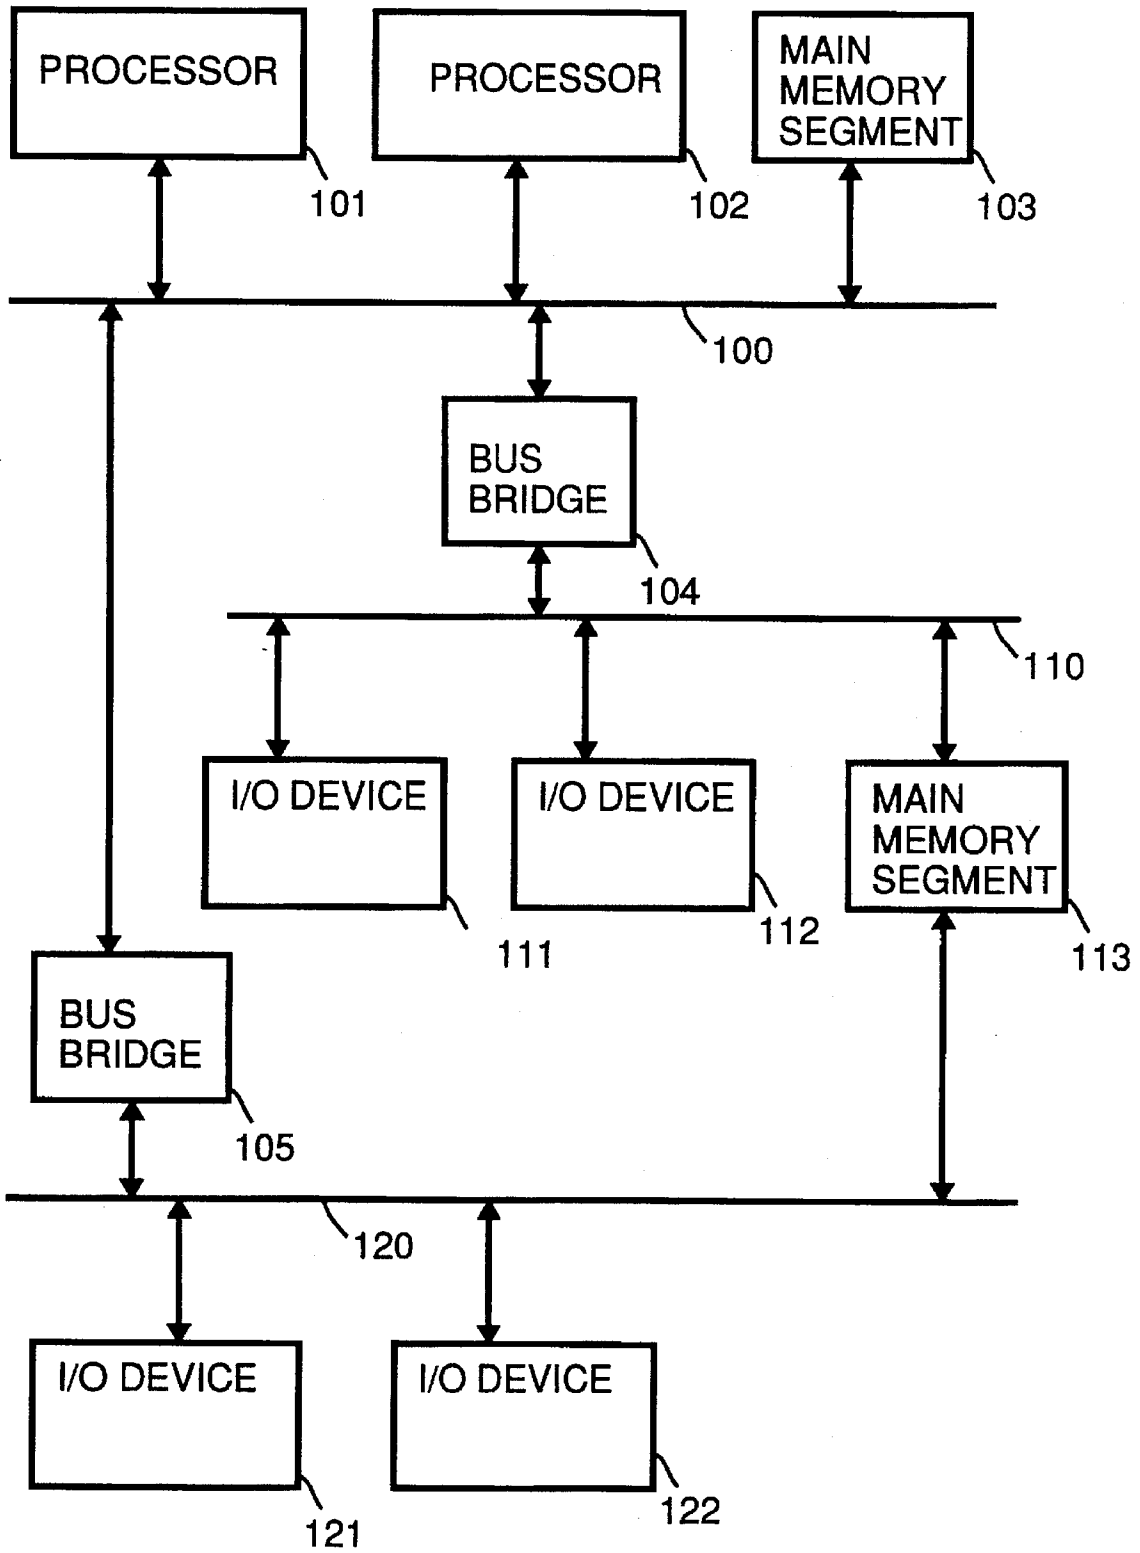 PROCESSOR
101
PROCESSOR
102
MAIN
MEMORY
SEGMENT
103
100
BUS
BRIDGE
104
110
I/O DEVICE
111
I/O DEVICE
112
MAIN
MEMORY
SEGMENT
113
BUS
BRIDGE
105
120
I/O DEVICE
121
I/O DEVICE
122